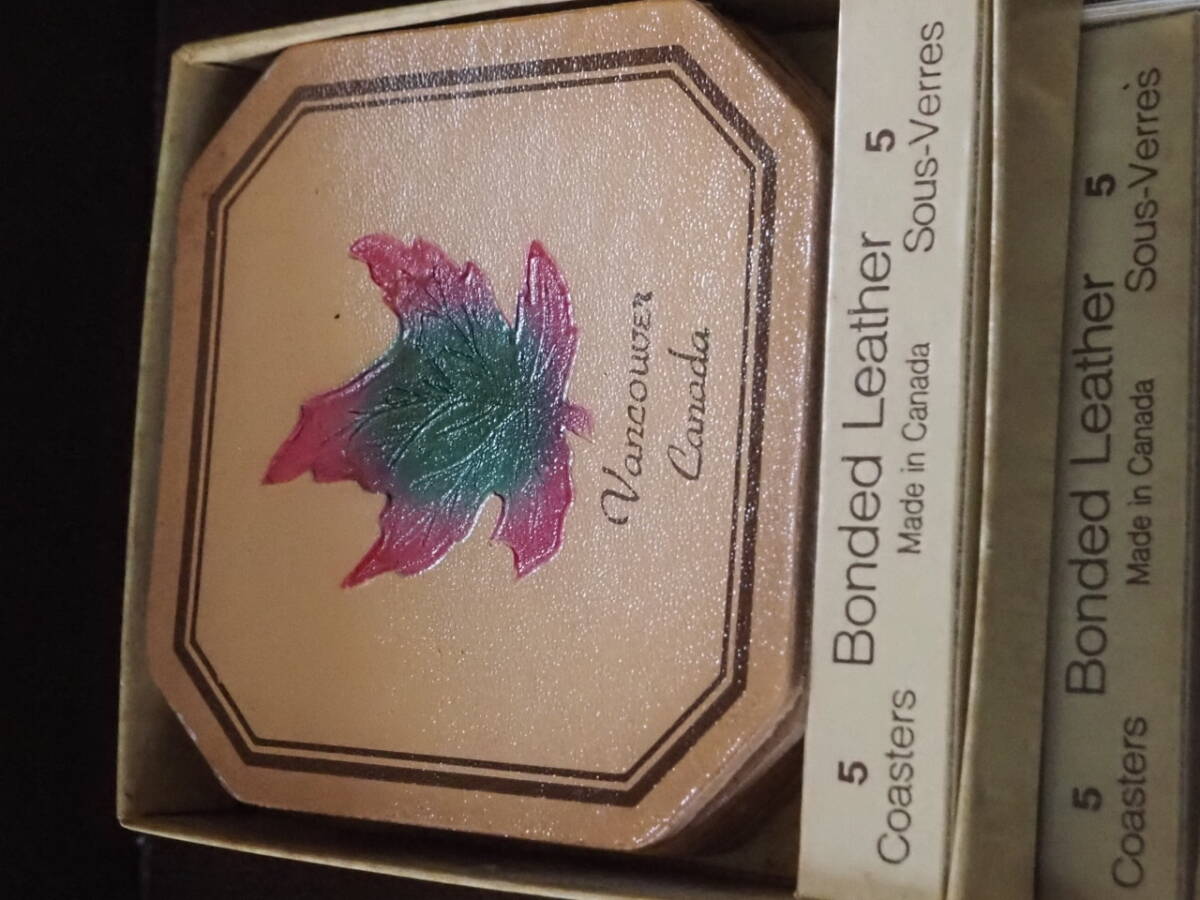 Vancouver
Canada
5 Bonded Leather 5
Coasters Made in Canada Sous-Verres
5 Bonded Leather 5
Coasters Made in Canada Sous-Verres